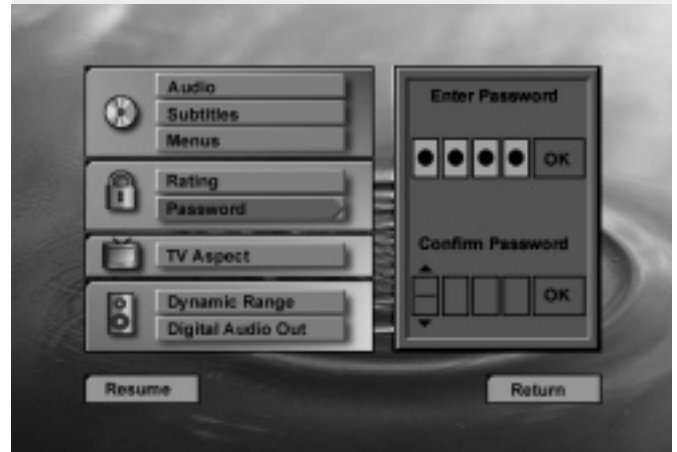 Audio
Subtitles
Menus
Rating
Password
TV Aspect
Dynamic Range
Digital Audio Out
Enter Password
OK
Confirm Password
OK
Resume
Return